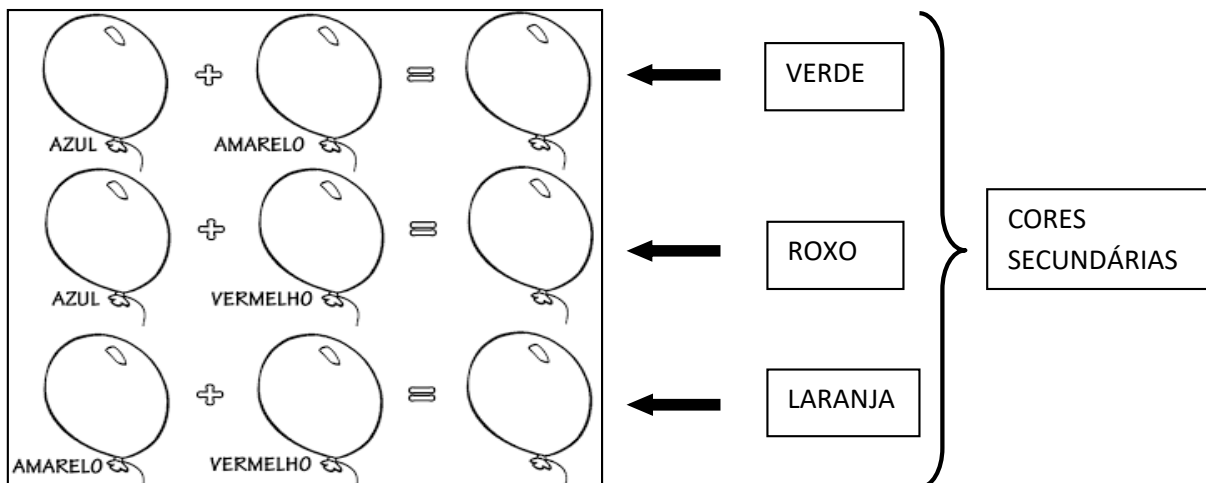 + =
AZUL AMARELO
VERDE
+ =
AZUL VERMELHO
ROXO
+ =
AMARELO VERMELHO
LARANJA
CORES
SECUNDÁRIAS